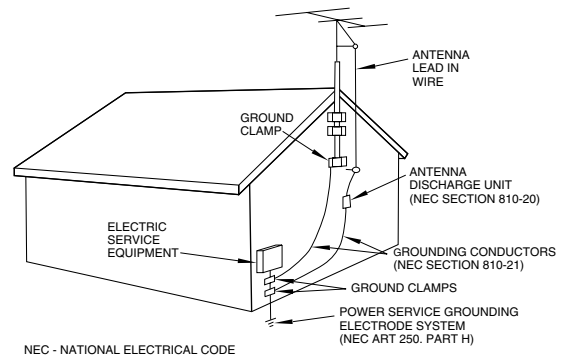 ANTENNA
LEAD IN
WIRE
GROUND
CLAMP
ANTENNA
DISCHARGE UNIT
(NEC SECTION 810-20)
ELECTRIC
SERVICE
EQUIPMENT
GROUNDING CONDUCTORS
(NEC SECTION 810-21)
GROUND CLAMPS
POWER SERVICE GROUNDING
ELECTRODE SYSTEM
(NEC ART 250. PART H)
NEC - NATIONAL ELECTRICAL CODE